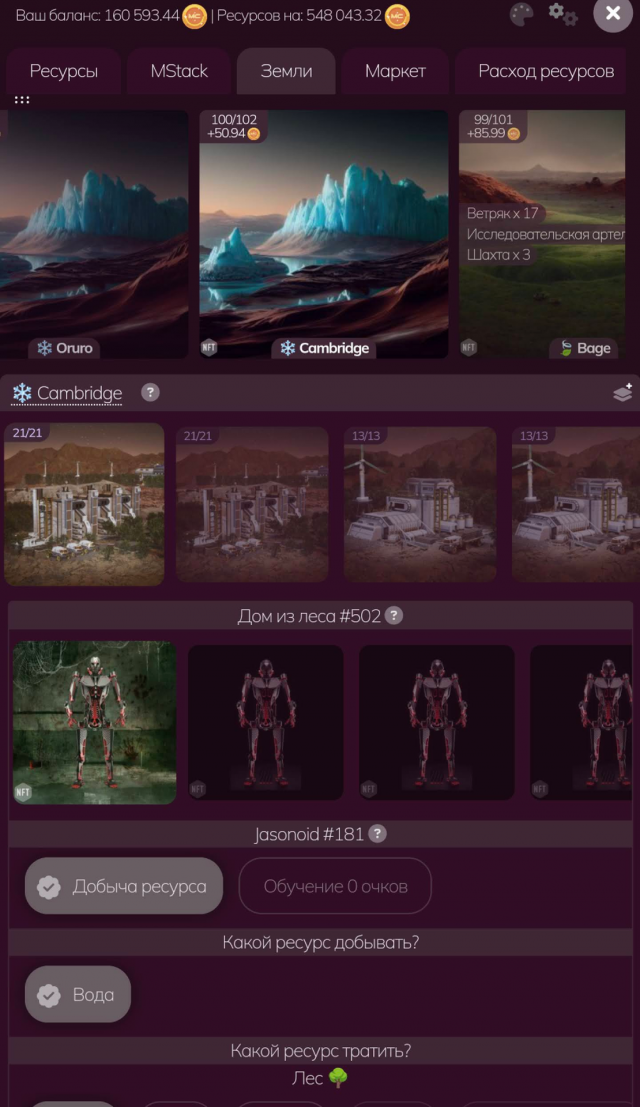 Ваш баланс: 160 593.44 | Ресурсов на: 548 043.32
Ресурсы
MStack
Земли
Маркет
Расход ресурсов
100/102
+50.94
99/101
+85.99
Ветряк x 17
Исследовательская артел
Шахта x 3
Oruro
NFT
Cambridge
NFT
Bage
Cambridge ?
21/21
21/21
13/13
13/13
Дом из леса #502 ?
NFT
NFT
NFT
NFT
Jasonoid #181 ?
Добыча ресурса
Обучение 0 очков
Какой ресурс добывать?
Вода
Какой ресурс тратить?
Лес